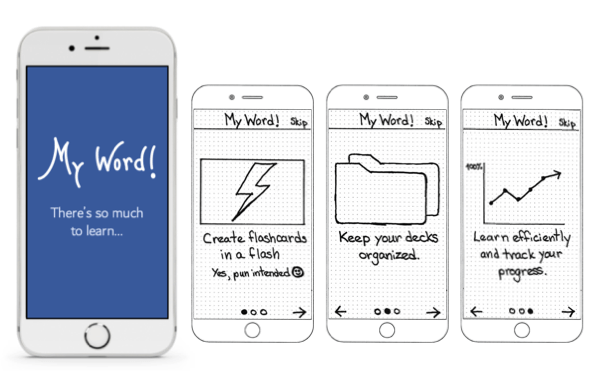 My Word!
There's so much
to learn...
My Word! Skip
Create flashcards
in a flash
Yes, pun intended
My Word! Skip
Keep your decks
organized.
My Word! Skip
100%
Learn efficiently
and track your
progress.